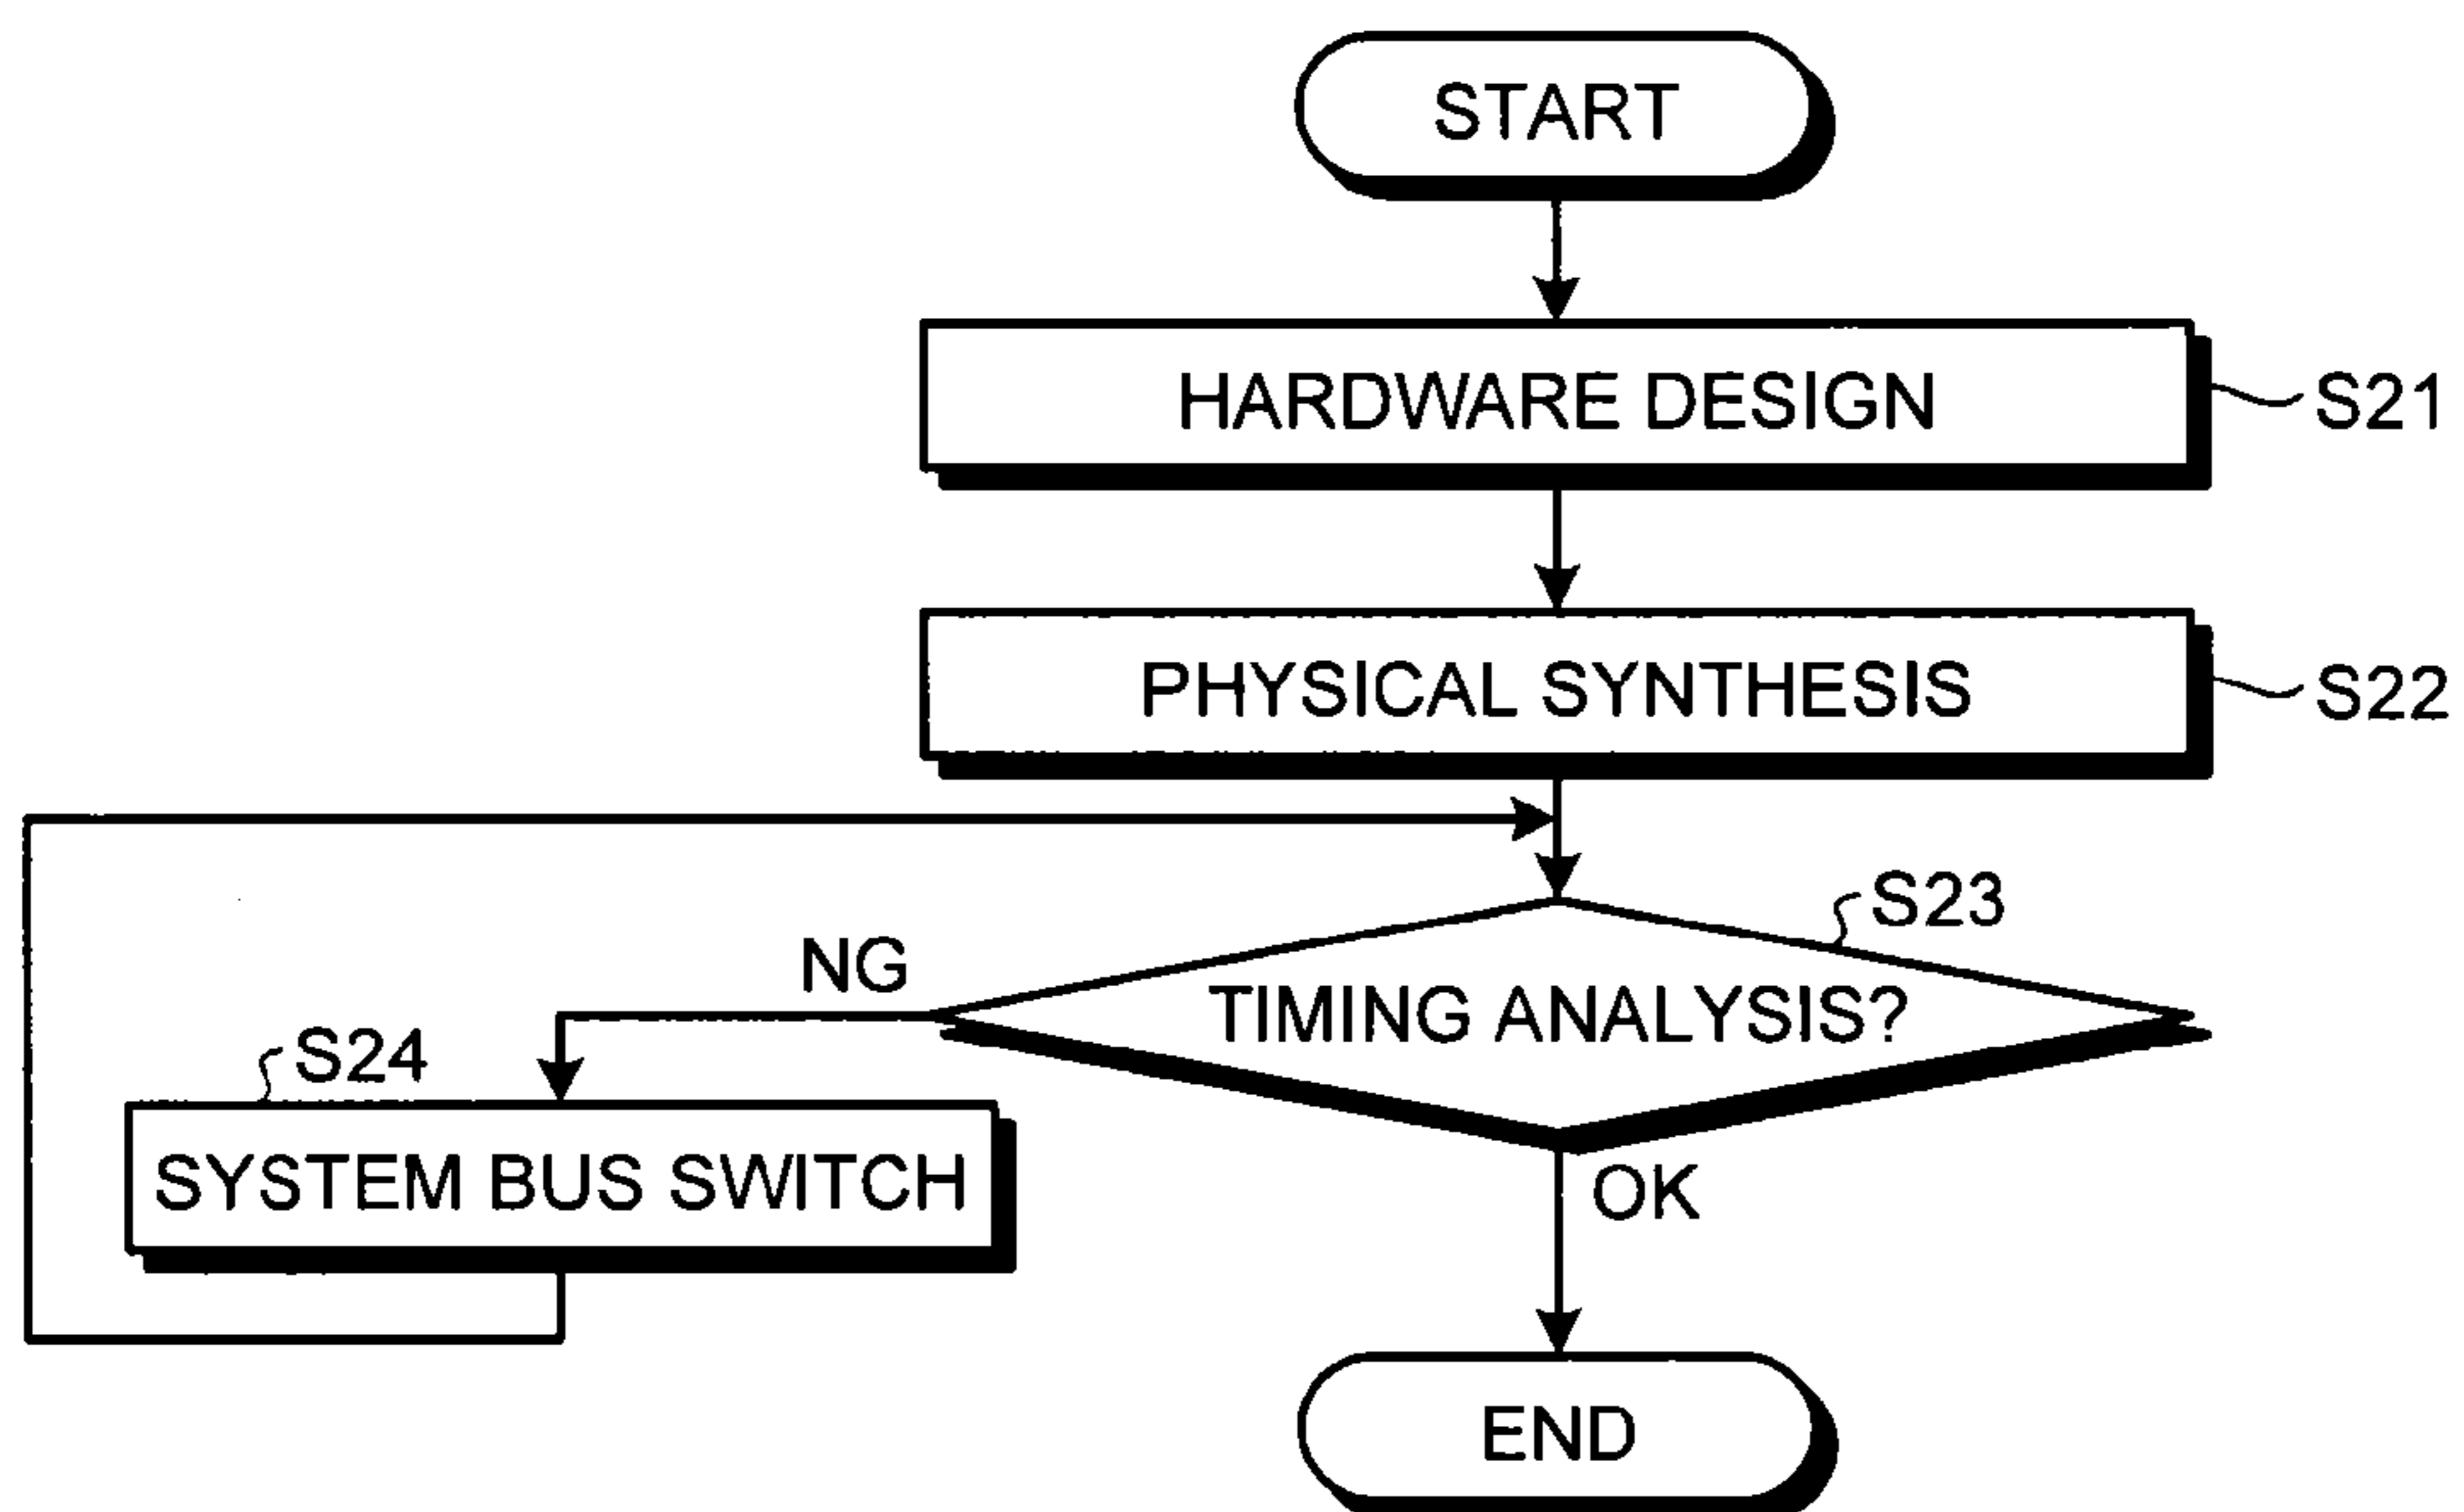 START
HARDWARE DESIGN
S21
PHYSICAL SYNTHESIS
S22
S23
NG
TIMING ANALYSIS?
S24
SYSTEM BUS SWITCH
OK
END